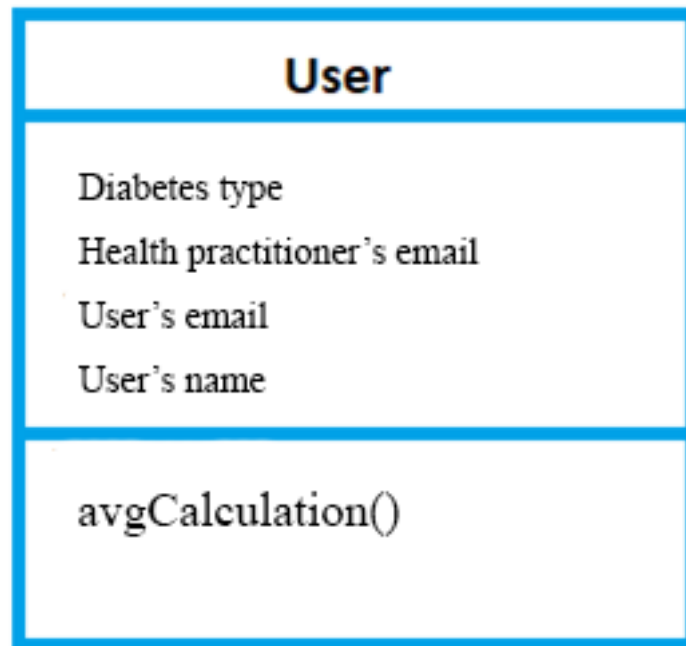 User
Diabetes type
Health practitioner’s email
User’s email
User’s name
avgCalculation()